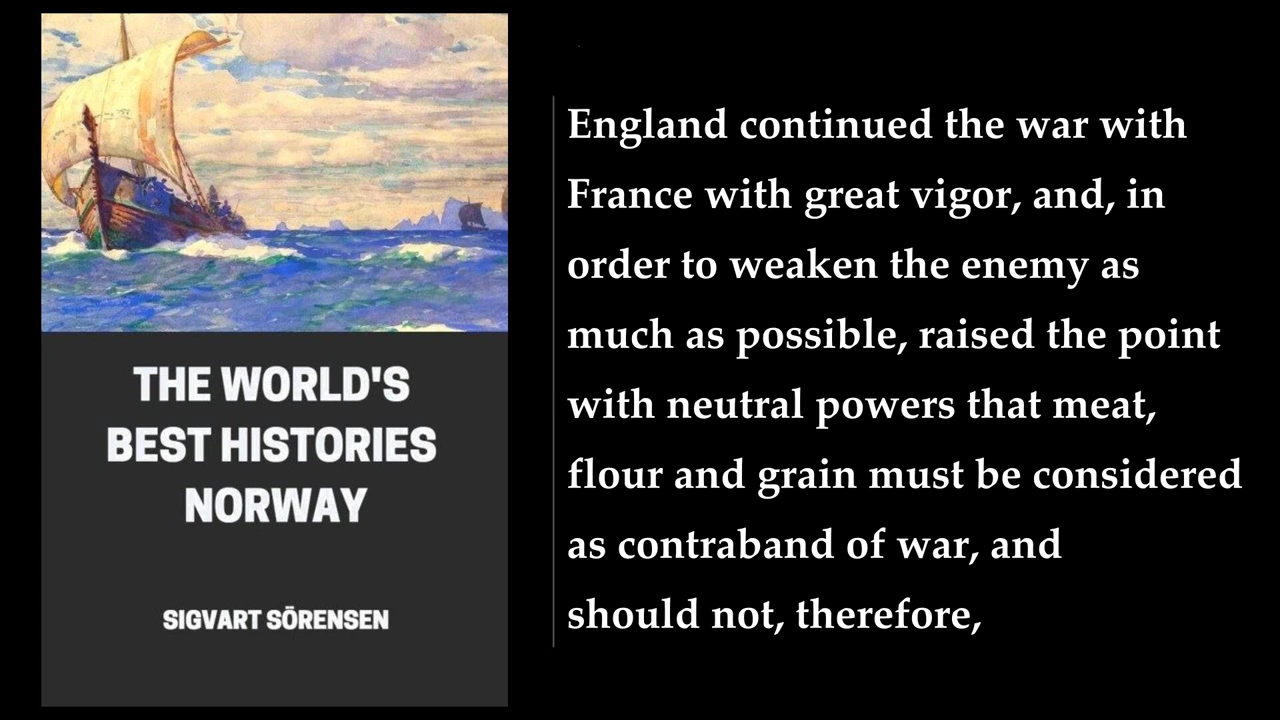 THE WORLD'S
BEST HISTORIES
NORWAY
SIGVART SÖRENSEN
England continued the war with
France with great vigor, and, in
order to weaken the enemy as
much as possible, raised the point
with neutral powers that meat,
flour and grain must be considered
as contraband of war, and
should not, therefore,